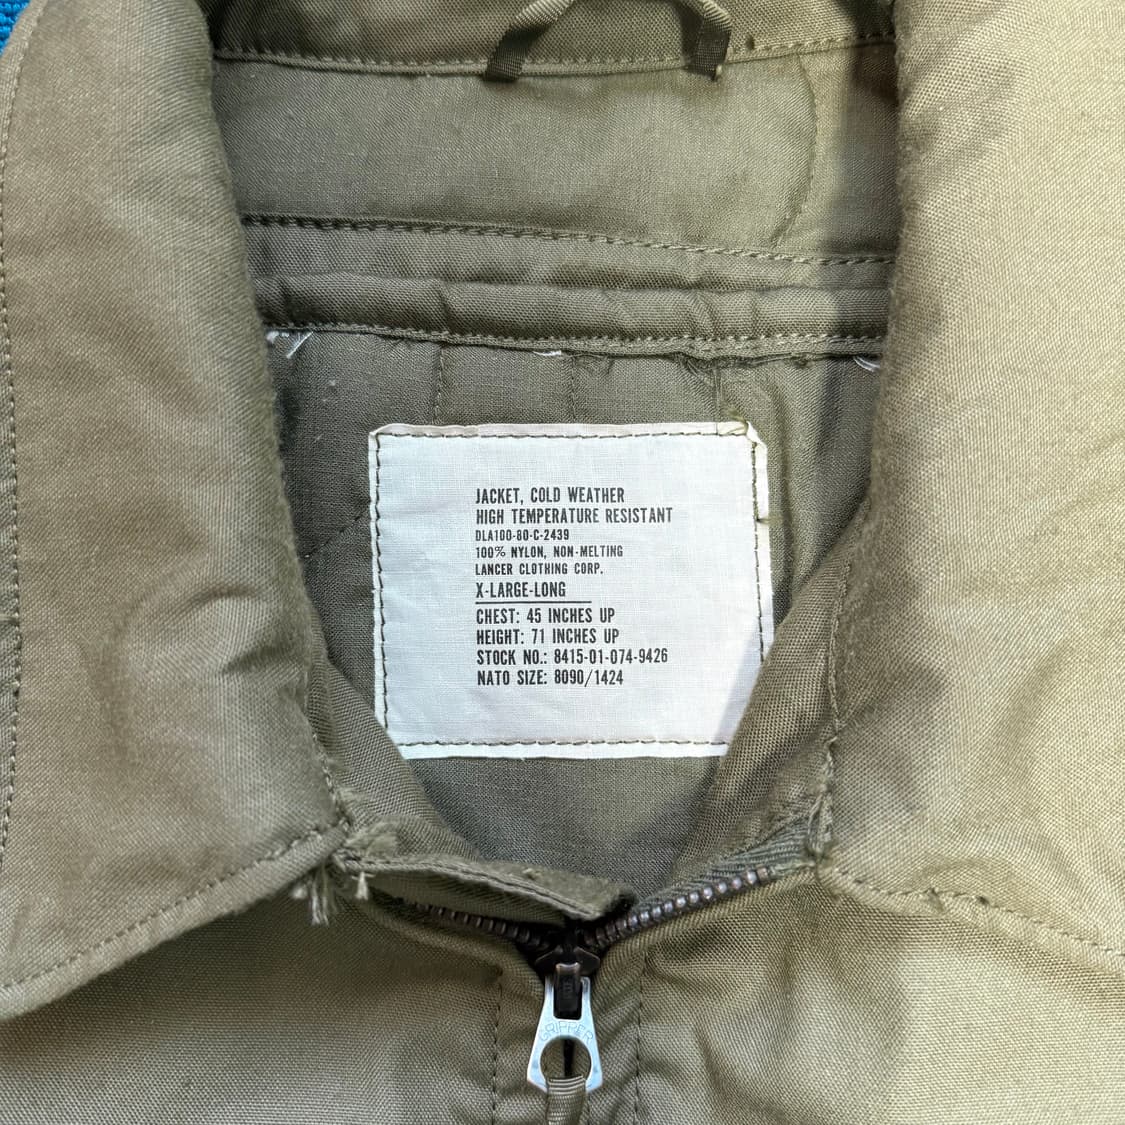 JACKET, COLD WEATHER
HIGH TEMPERATURE RESISTANT
DLA100-80-C-2439
100% NYLON, NON-MELTING
LANCER CLOTHING CORP.
X-LARGE-LONG
CHEST: 45 INCHES UP
HEIGHT: 71 INCHES UP
STOCK NO.: 8415-01-074-9426
NATO SIZE: 8090/1424
GRIPPER